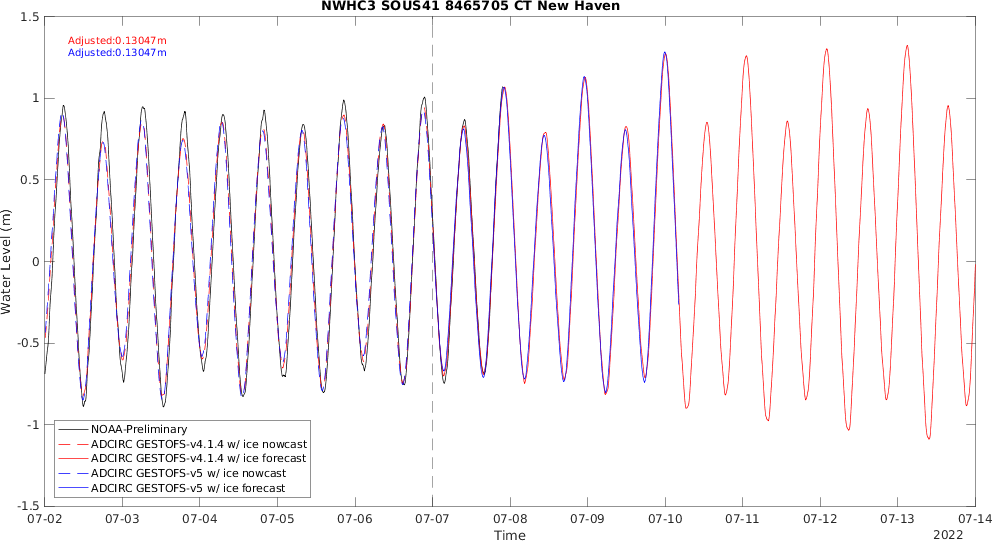 NWHC3 SOUS41 8465705 CT New Haven
Adjusted:0.13047m
Adjusted:0.13047m
Water Level (m)
1.5
1
0.5
0
-0.5
-1
-1.5
NOAA-Preliminary
ADCIRC GESTOFS-v4.1.4 w/ ice nowcast
ADCIRC GESTOFS-v4.1.4 w/ ice forecast
ADCIRC GESTOFS-v5 w/ ice nowcast
ADCIRC GESTOFS-v5 w/ ice forecast
07-02 07-03 07-04 07-05 07-06 07-07 07-08 07-09 07-10 07-11 07-12 07-13 07-14
Time
2022